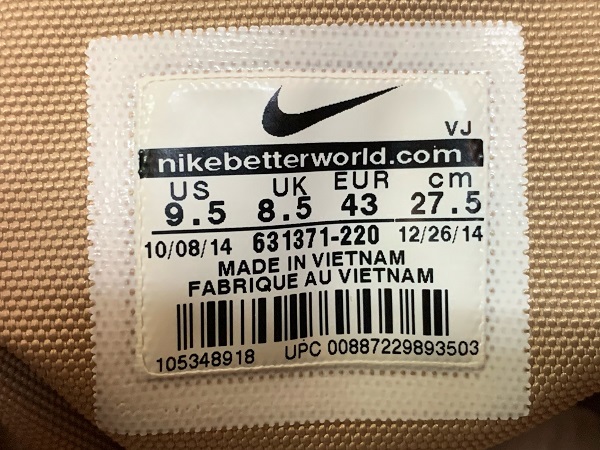 VJ
nikebetterworld.com
US UK EUR cm
9.5 8.5 43 27.5
10/08/14 631371-220 12/26/14
MADE IN VIETNAM
FABRIQUE AU VIETNAM
105348918 UPC 00887229893503